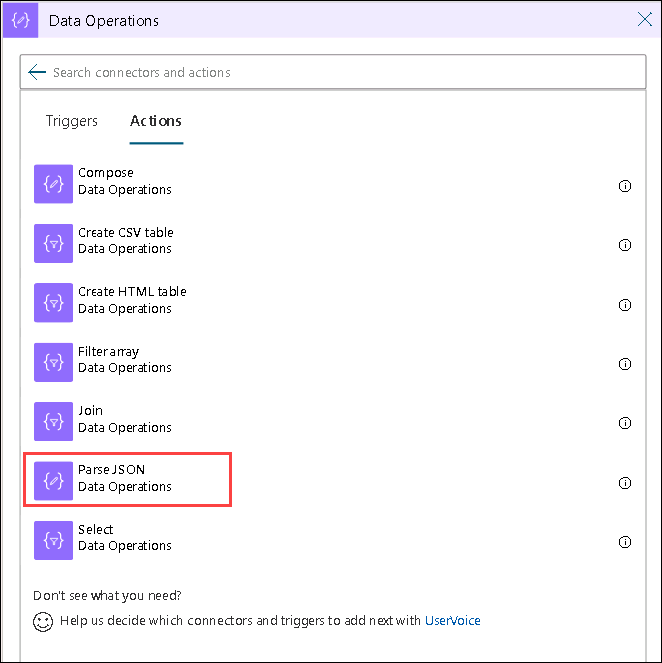 Data Operations
Search connectors and actions
Triggers Actions
Compose
Data Operations
Create CSV table
Data Operations
Create HTML table
Data Operations
Filter array
Data Operations
Join
Data Operations
Parse JSON
Data Operations
Select
Data Operations
Don't see what you need?
Help us decide which connectors and triggers to add next with UserVoice